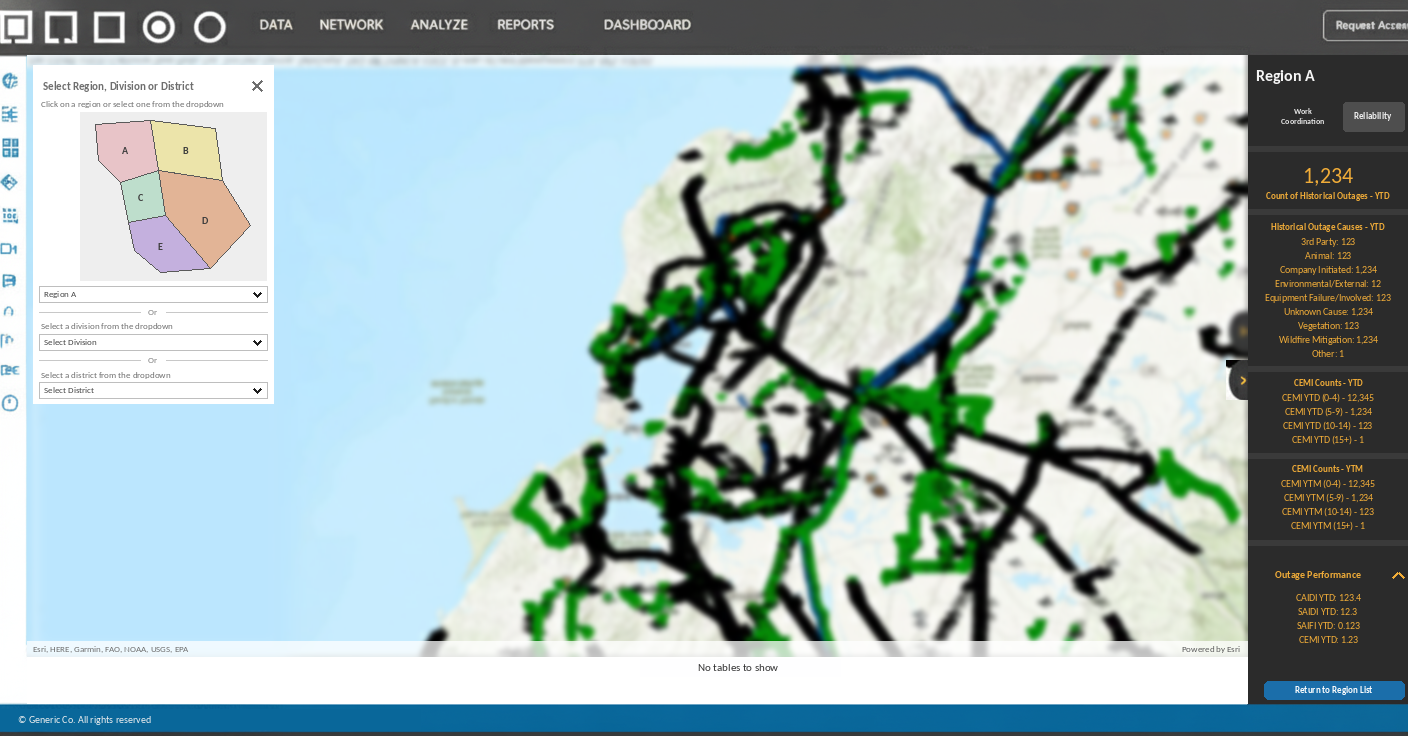 DATA NETWORK ANALYZE REPORTS DASHBOARD Request Acces
Select Region, Division or District
Click on a region or select one from the dropdown
A B
C
D
E
Region A
Or
Select a division from the dropdown
Select Division
Or
Select a district from the dropdown
Select District
Esri, HERE, Garmin, FAO, NOAA, USGS, EPA
Powered by Esri
No tables to show
Region A
Work
Coordination
Reliability
1,234
Count of Historical Outages - YTD
Historical Outage Causes - YTD
3rd Party: 123
Animal: 123
Company Initiated: 1,234
Environmental/External: 12
Equipment Failure/Involved: 123
Unknown Cause: 1,234
Vegetation: 123
Wildfire Mitigation: 1,234
Other: 1
CEMI Counts - YTD
CEMI YTD (0-4) - 12,345
CEMI YTD (5-9) - 1,234
CEMI YTD (10-14) - 123
CEMI YTD (15+) - 1
CEMI Counts - YTM
CEMI YTM (0-4) - 12,345
CEMI YTM (5-9) - 1,234
CEMI YTM (10-14) - 123
CEMI YTM (15+) - 1
Outage Performance
CAIDI YTD: 123.4
SAIDI YTD: 12.3
SAIFI YTD: 0.123
CEMI YTD: 1.23
Return to Region List
© Generic Co. All rights reserved